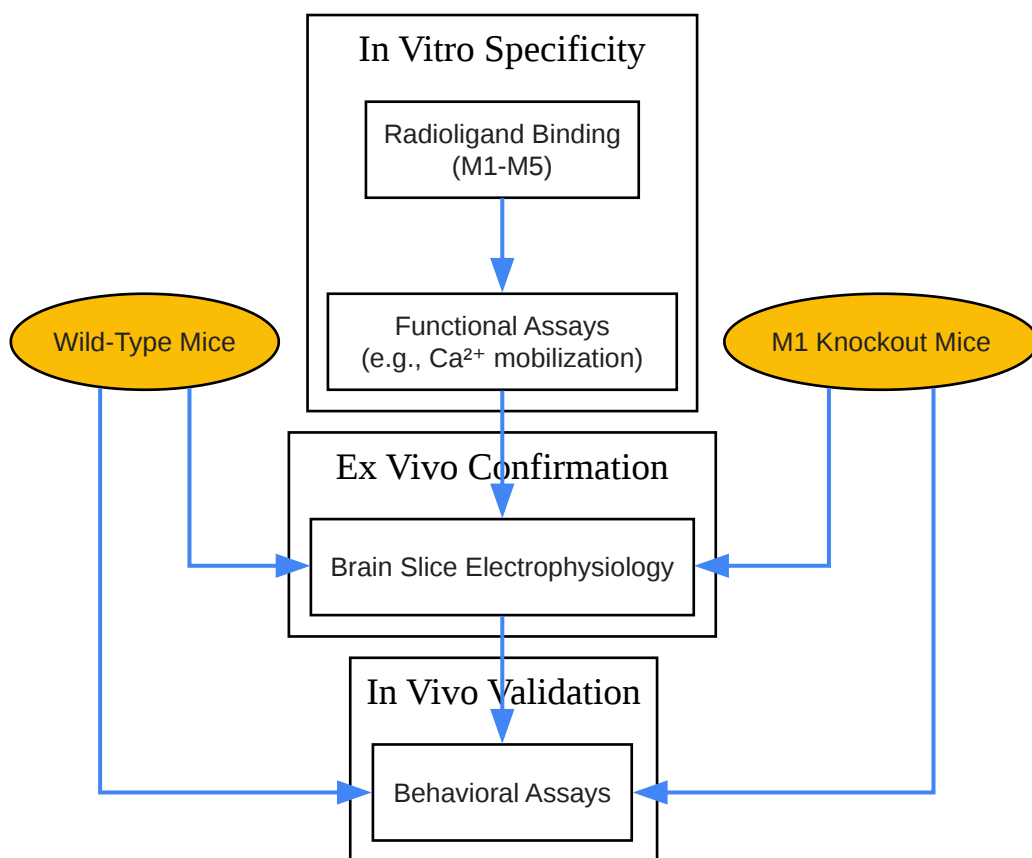 In Vitro Specificity
Radioligand Binding
(M1-M5)
Wild-Type Mice
Functional Assays
(e.g., Ca²⁺ mobilization)
M1 Knockout Mice
Ex Vivo Confirmation
Brain Slice Electrophysiology
In Vivo Validation
Behavioral Assays